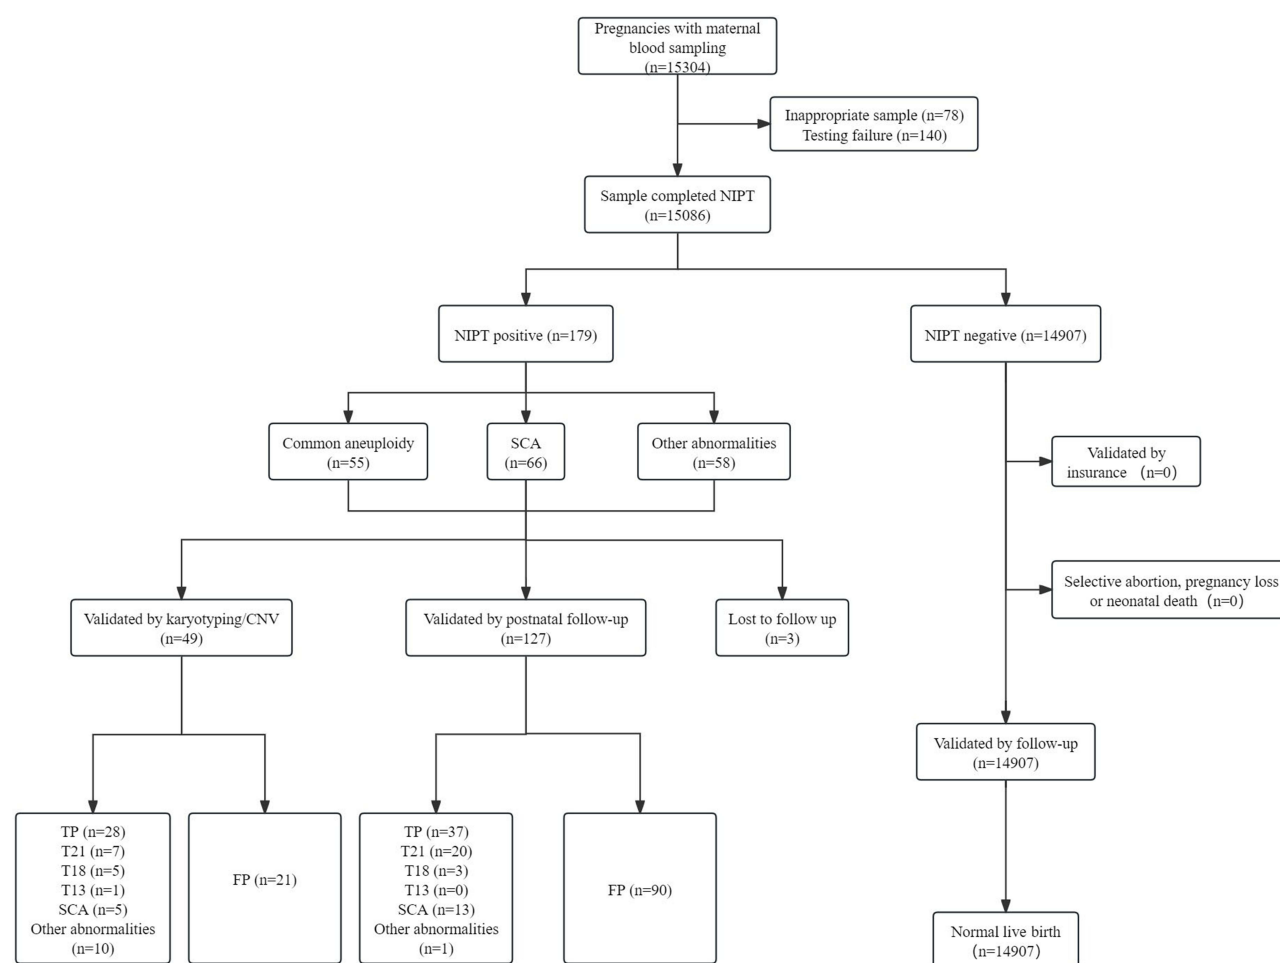 Pregnancies with maternal
blood sampling
(n=15304)
Inappropriate sample (n=78)
Testing failure (n=140)
Sample completed NIPT
(n=15086)
NIPT positive (n=179)
NIPT negative (n=14907)
Common aneuploidy
(n=55)
SCA
(n=66)
Other abnormalities
(n=58)
Validated by
insurance （n=0）
Selective abortion, pregnancy loss
or neonatal death（n=0）
Validated by karyotyping/CNV
(n=49)
Validated by postnatal follow-up
(n=127)
Lost to follow up
(n=3)
Validated by follow-up
(n=14907)
TP (n=28)
T21 (n=7)
T18 (n=5)
T13 (n=1)
SCA (n=5)
Other abnormalities
(n=10)
FP (n=21)
TP (n=37)
T21 (n=20)
T18 (n=3)
T13 (n=0)
SCA (n=13)
Other abnormalities
(n=1)
FP (n=90)
Normal live birth
（n=14907）